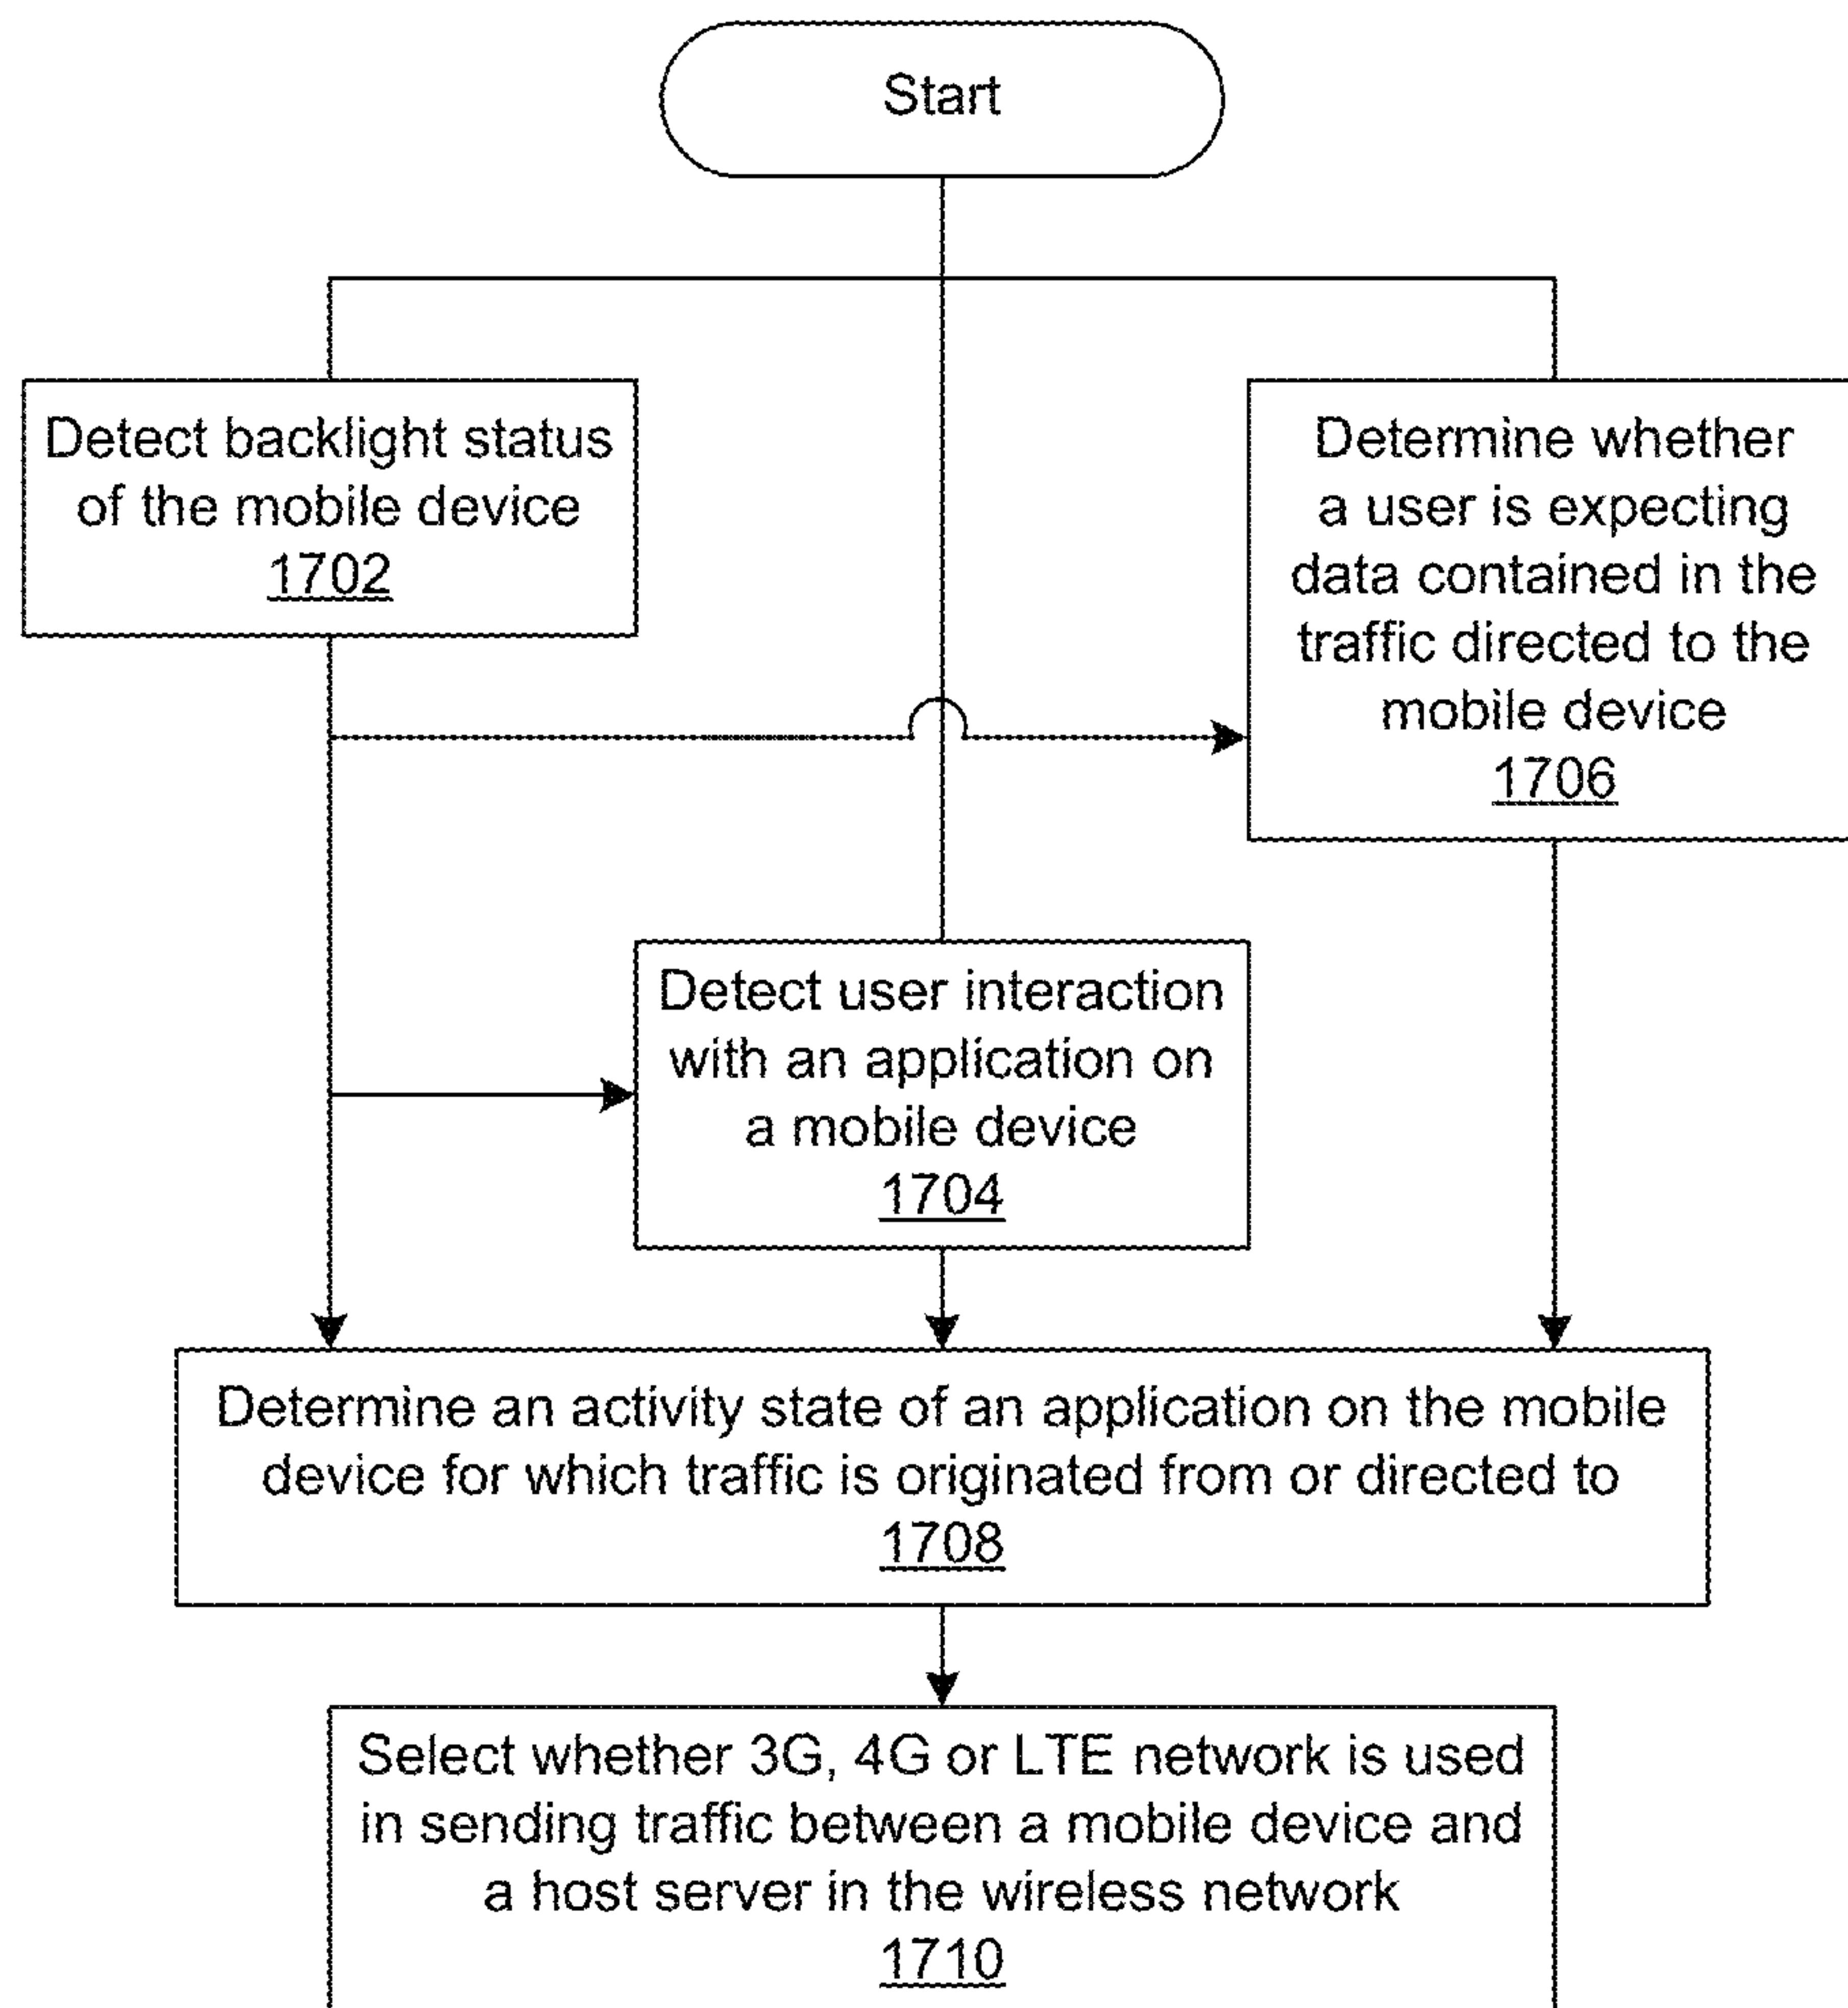 Start
Detect backlight status
of the mobile device
1702
Determine whether
a user is expecting
data contained in the
traffic directed to the
mobile device
1706
Detect user interaction
with an application on
a mobile device
1704
Determine an activity state of an application on the mobile
device for which traffic is originated from or directed to
1708
Select whether 3G, 4G or LTE network is used
in sending traffic between a mobile device and
a host server in the wireless network
1710